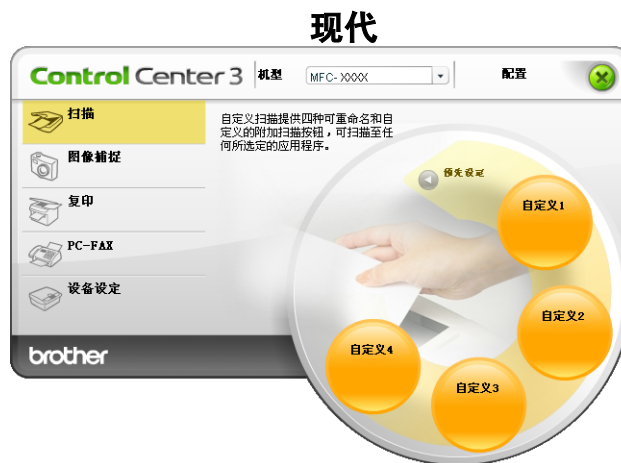 现代
Control Center 3 机型 MFC-XXXX 配置
扫描
自定义扫描提供四种可重命名和自
定义的附加扫描按钮，可扫描至任
何所选定的应用程序。
图像捕捉
预先设定
复印
自定义1
PC-FAX
设备设定
自定义2
brother
自定义4
自定义3